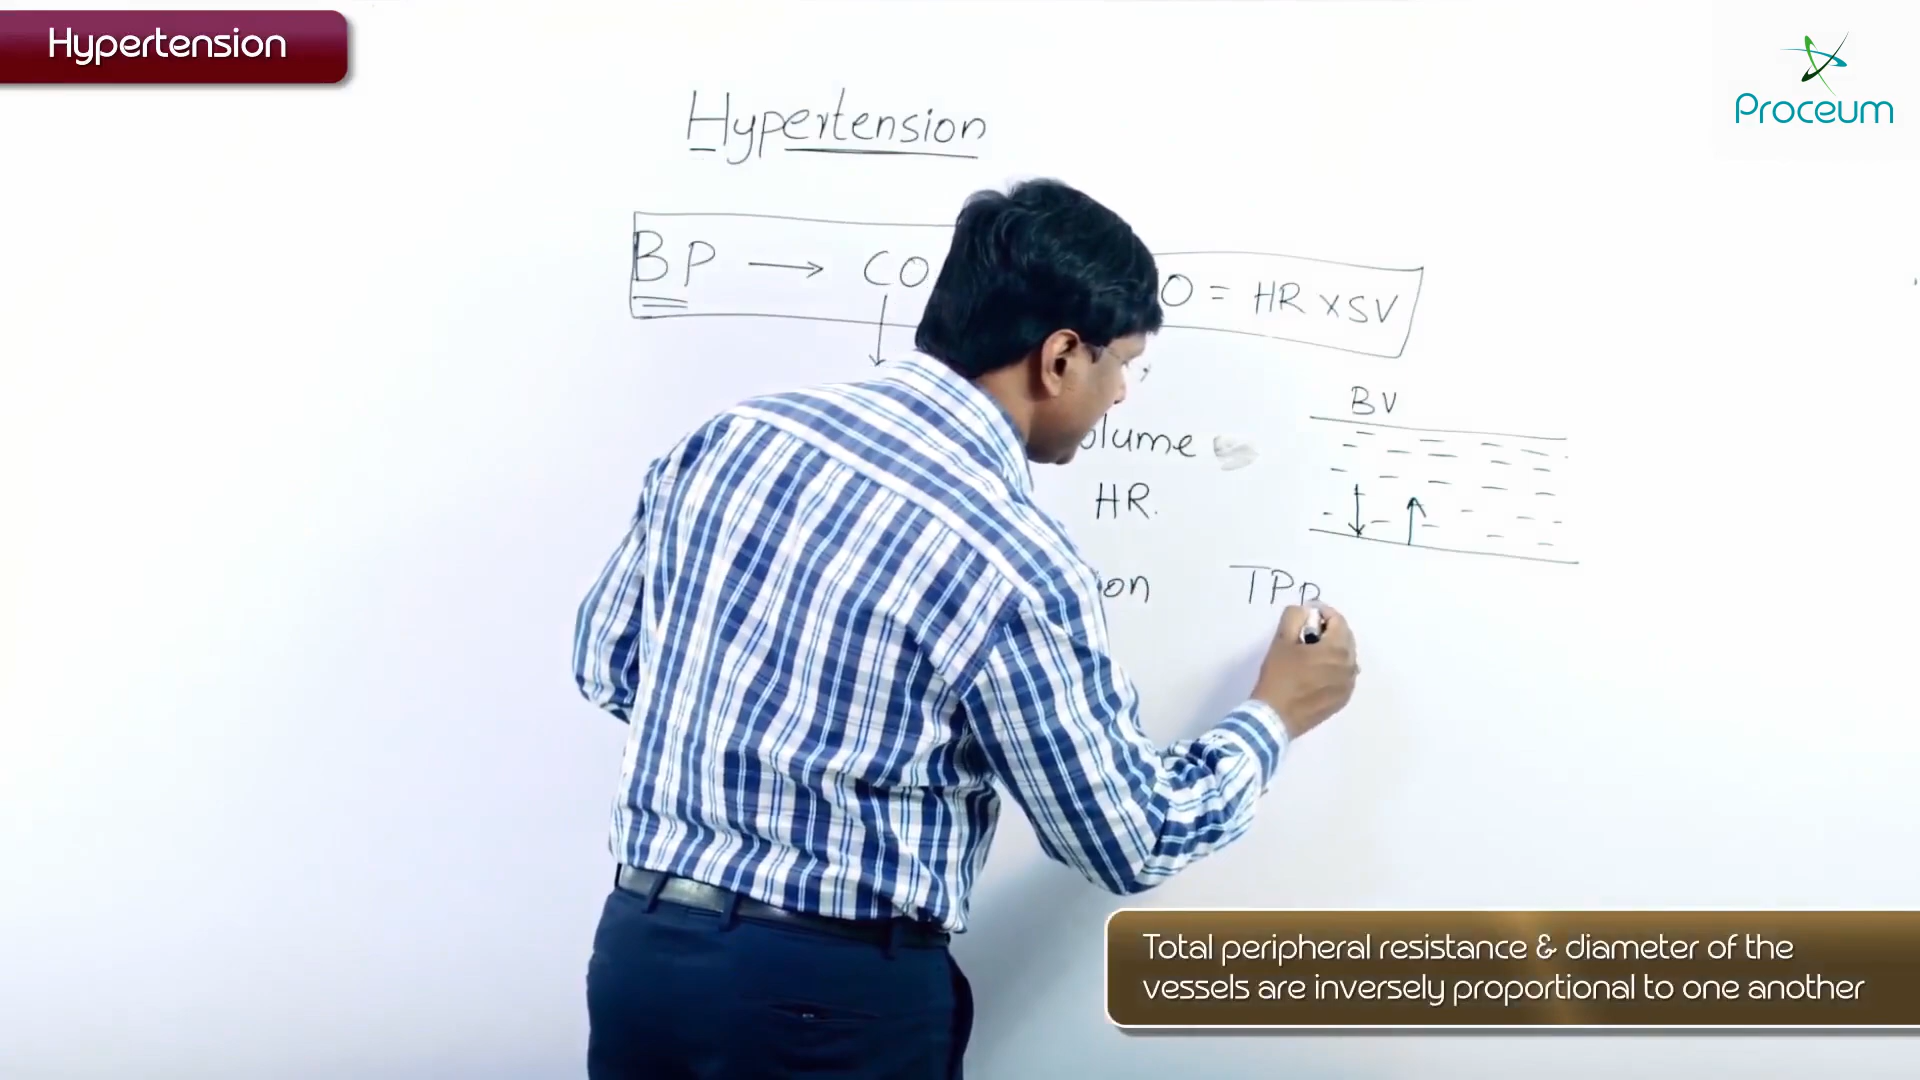 Hypertension
Proceum
Hypertension
BP → CO
O = HR X SV
BV
olume
HR.
ion
TPR
Total peripheral resistance & diameter of the
vessels are inversely proportional to one another